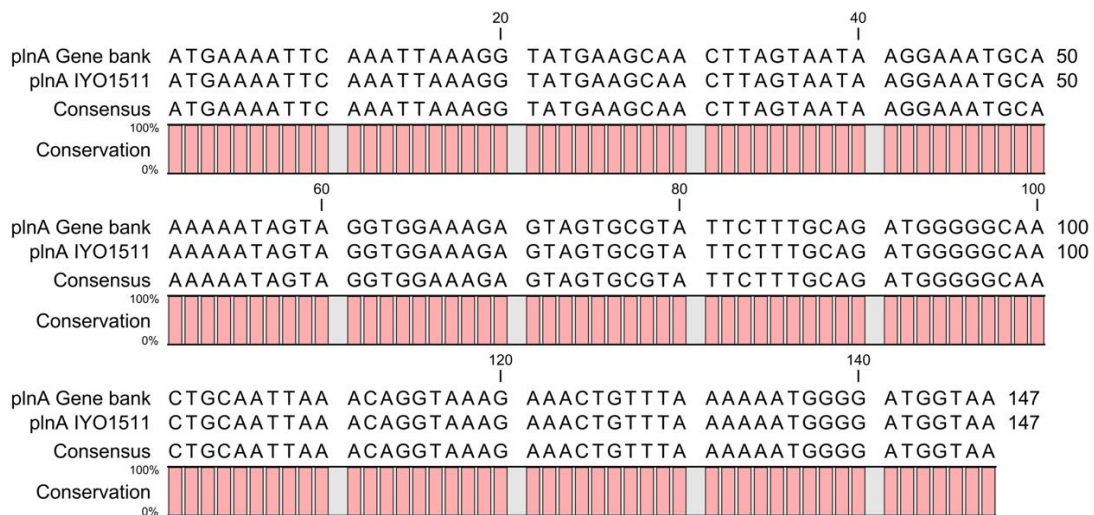 20 40
plnA Gene bank ATGAAAATTC AAATTAAAGG TATGAAGCAA CTTAGTAATA AGGAAATGCA 50
plnA IYO1511 ATGAAAATTC AAATTAAAGG TATGAAGCAA CTTAGTAATA AGGAAATGCA 50
Consensus ATGAAAATTC AAATTAAAGG TATGAAGCAA CTTAGTAATA AGGAAATGCA
100%
Conservation
0%
60 80 100
plnA Gene bank AAAAATAGTA GGTGGAAAGA GTAGTGCGTA TTCTTTGCAG ATGGGGGCAA 100
plnA IYO1511 AAAAATAGTA GGTGGAAAGA GTAGTGCGTA TTCTTTGCAG ATGGGGGCAA 100
Consensus AAAAATAGTA GGTGGAAAGA GTAGTGCGTA TTCTTTGCAG ATGGGGGCAA
100%
Conservation
0%
120 140
plnA Gene bank CTGCAATTAA ACAGGTAAAG AAACTGTTTA AAAAATGGGG ATGGTAA 147
plnA IYO1511 CTGCAATTAA ACAGGTAAAG AAACTGTTTA AAAAATGGGG ATGGTAA 147
Consensus CTGCAATTAA ACAGGTAAAG AAACTGTTTA AAAAATGGGG ATGGTAA
100%
Conservation
0%